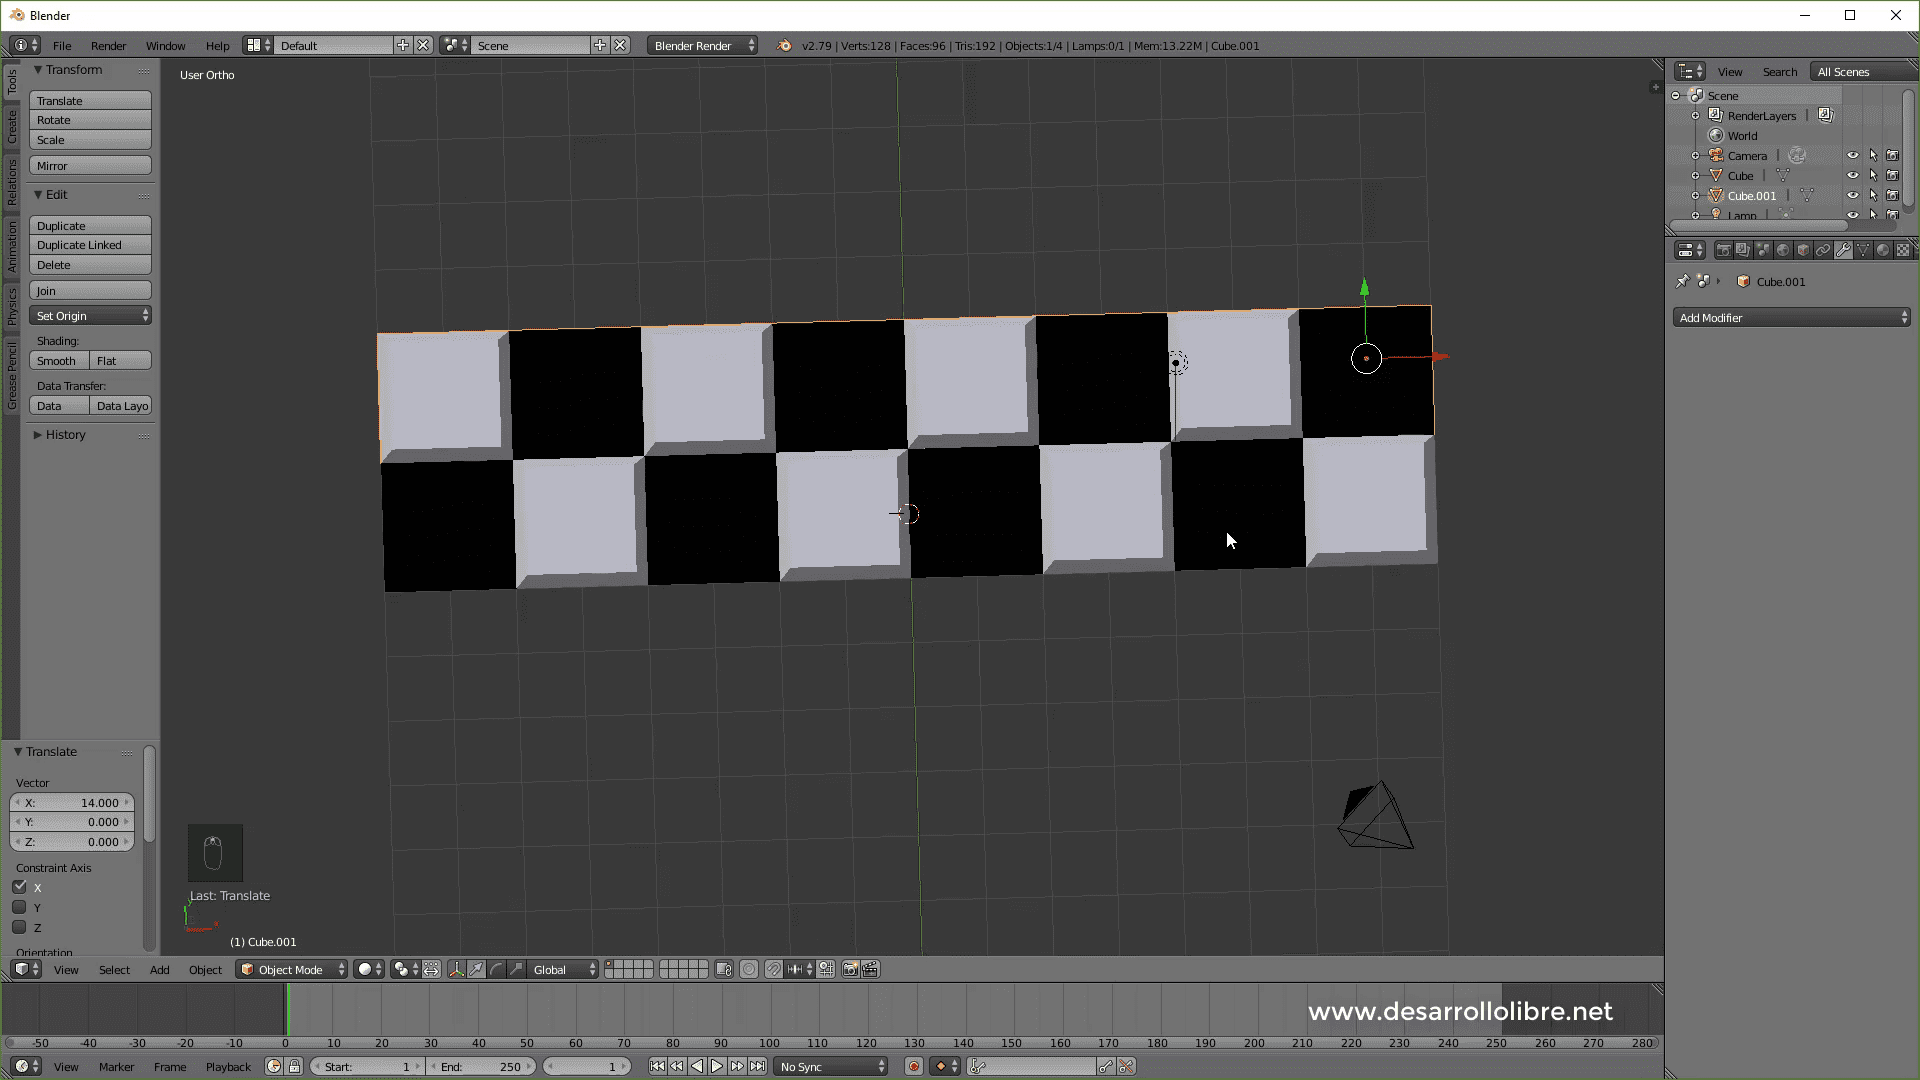 Blender
File Render Window Help Default Scene Blender Render v2.79 | Verts:128 | Faces:96 | Tris:192 | Objects:1/4 | Lamps:0/1 | Mem:13.22M | Cube.001
Tools
Create
Relations
Animation
Physics
Grease Pencil
Transform
Translate
Rotate
Scale
Mirror
Edit
Duplicate
Duplicate Linked
Delete
Join
Set Origin
Shading:
Smooth Flat
Data Transfer:
Data Data Layo
History
Translate
Vector
X: 14.000
Y: 0.000
Z: 0.000
Constraint Axis
X
Y
Z
Orientation
User Ortho
Last: Translate
(1) Cube.001
View Search All Scenes
Scene
RenderLayers
World
Camera
Cube
Cube.001
Lamp
Cube.001
Add Modifier
View Select Add Object Object Mode Global
www.desarrollolibre.net
-50 -40 -30 -20 -10 0 10 20 30 40 50 60 70 80 90 100 110 120 130 140 150 160 170 180 190 200 210 220 230 240 250 260 270 280
View Marker Frame Playback Start: 1 End: 250 1 No Sync